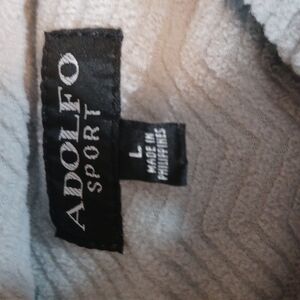 ADOLFO
SPORT
L
MADE IN
PHILIPPINES